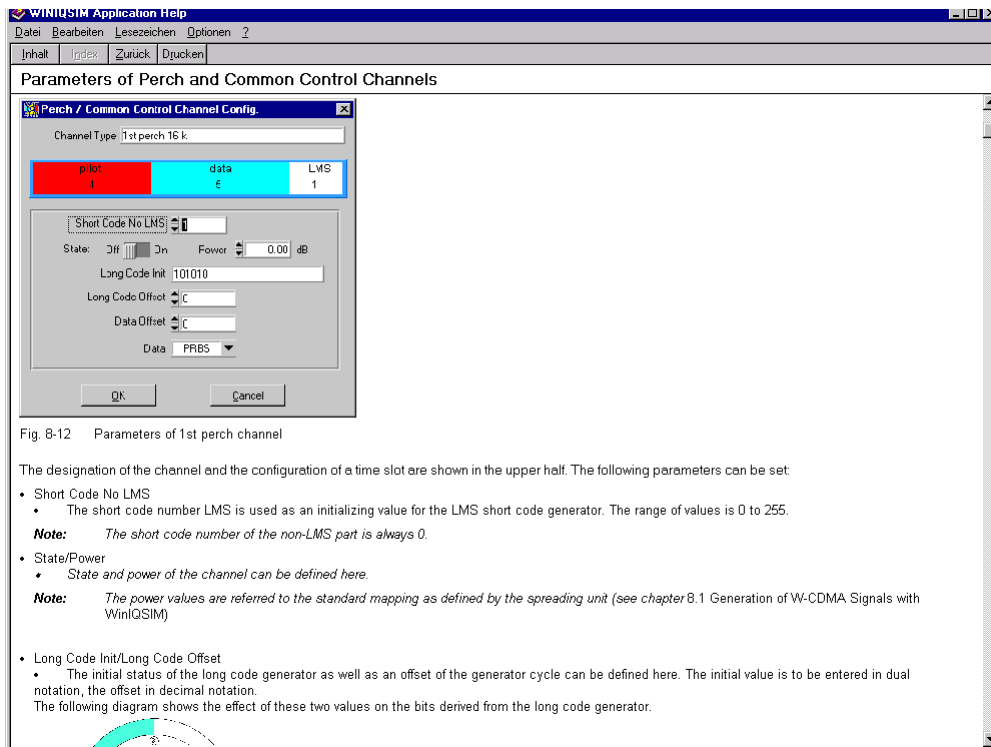 WINIQSIM Application Help
Datei Bearbeiten Lesezeichen Optionen ?
Inhalt Index Zurück Drucken
Parameters of Perch and Common Control Channels
Perch / Common Control Channel Config.
Channel Type 1st perch 16 k
pilot data LMS
1 6 1
Short Code No LMS 1
State: Off On Power 0.00 dB
Long Code Init 101010
Long Code Offset 0
Data Offset 0
Data PRBS
OK Cancel
Fig. 8-12 Parameters of 1st perch channel
The designation of the channel and the configuration of a time slot are shown in the upper half. The following parameters can be set:
• Short Code No LMS
• The short code number LMS is used as an initializing value for the LMS short code generator. The range of values is 0 to 255.
Note: The short code number of the non-LMS part is always 0.
• State/Power
• State and power of the channel can be defined here.
Note: The power values are referred to the standard mapping as defined by the spreading unit (see chapter 8.1 Generation of W-CDMA Signals with
WinIQSIM)
• Long Code Init/Long Code Offset
• The initial status of the long code generator as well as an offset of the generator cycle can be defined here. The initial value is to be entered in dual
notation, the offset in decimal notation.
The following diagram shows the effect of these two values on the bits derived from the long code generator.